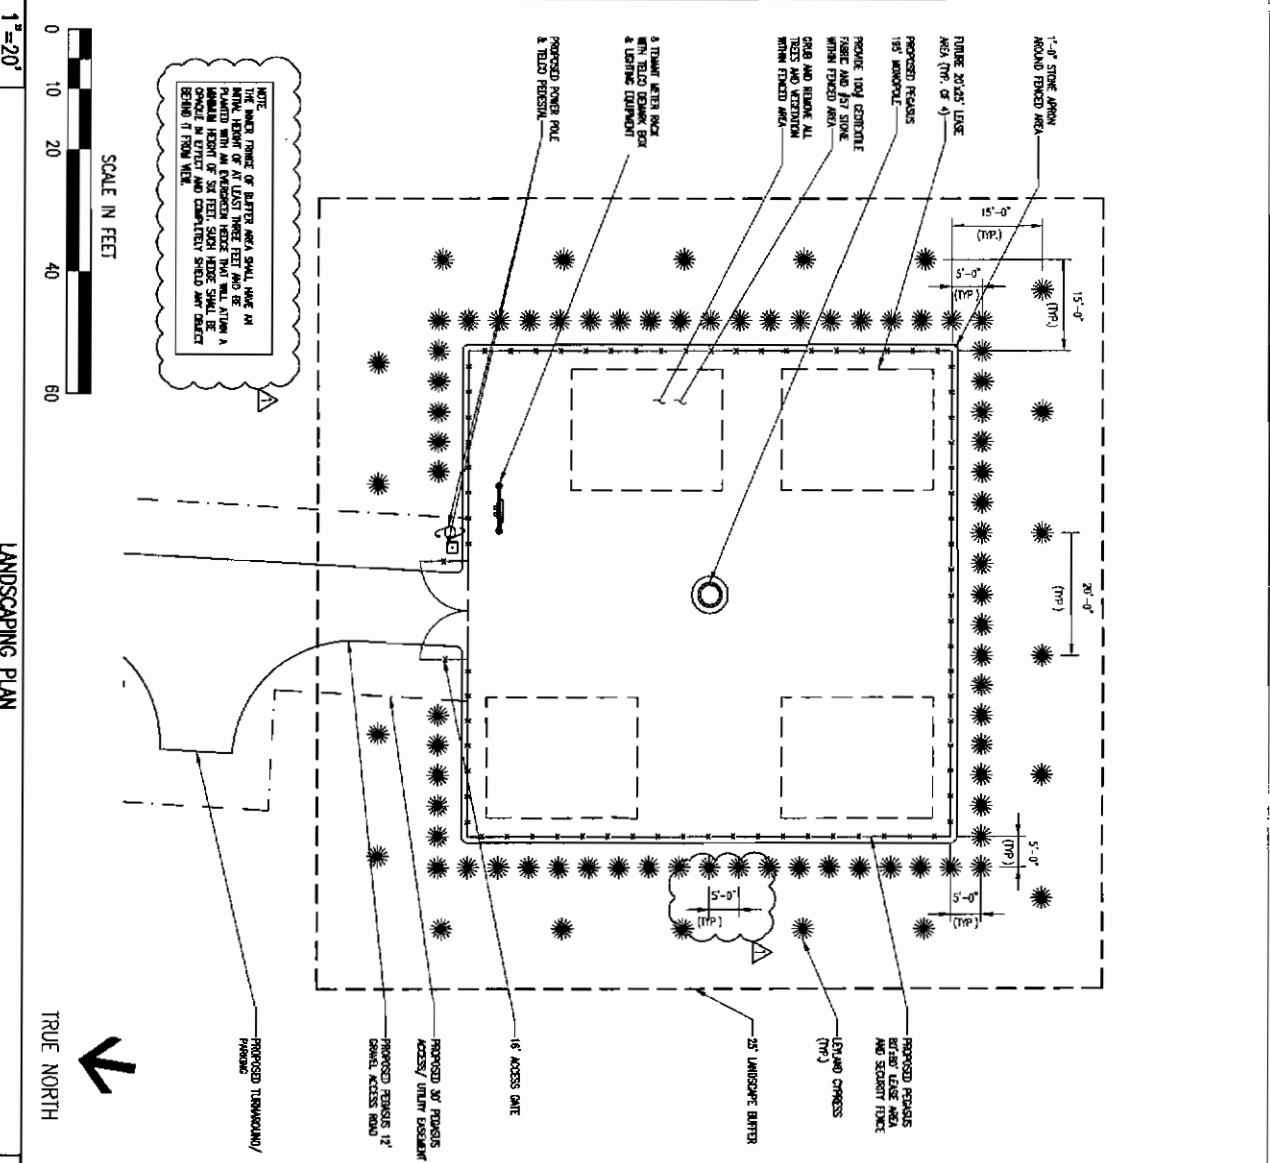 1'-0" STONE APRON
AROUND FENCED AREA
FUTURE 20'x25' LEASE
AREA (TYP. OF 4)
PROPOSED PEGASUS
195' MONOPOLE
PROVIDE 100# GEOTEXTILE
FABRIC AND #57 STONE
WITHIN FENCED AREA
GRUB AND REMOVE ALL
TREES AND VEGETATION
WITHIN FENCED AREA
6 TENANT METER RACK
WITH TELCO DEMARK BOX
& LIGHTING EQUIPMENT
PROPOSED POWER POLE
& TELCO PEDESTAL
15'-0"
(TYP.)
5'-0"
(TYP.)
15'-0"
(TYP.)
20'-0"
(TYP.)
5'-0"
(TYP.)
5'-0"
(TYP.)
5'-0"
(TYP.)
1
PROPOSED PEGASUS
80'x80' LEASE AREA
AND SECURITY FENCE
LEYLAND CYPRESS
(TYP.)
25' LANDSCAPE BUFFER
16' ACCESS GATE
PROPOSED 30' PEGASUS
ACCESS/ UTILITY EASEMENT
PROPOSED PEGASUS 12'
GRAVEL ACCESS ROAD
PROPOSED TURNAROUND/
PARKING
NOTE:
THE INNER FRINGE OF BUFFER AREA SHALL HAVE AN
INITIAL HEIGHT OF AT LEAST THREE FEET AND BE
PLANTED WITH AN EVERGREEN HEDGE THAT WILL ATTAIN A
MINIMUM HEIGHT OF SIX FEET. SUCH HEDGE SHALL BE
OPAQUE IN EFFECT AND COMPLETELY SHIELD ANY OBJECT
BEHIND IT FROM VIEW.
1
SCALE IN FEET
0 10 20 40 60
TRUE NORTH
1"=20'
LANDSCAPING PLAN